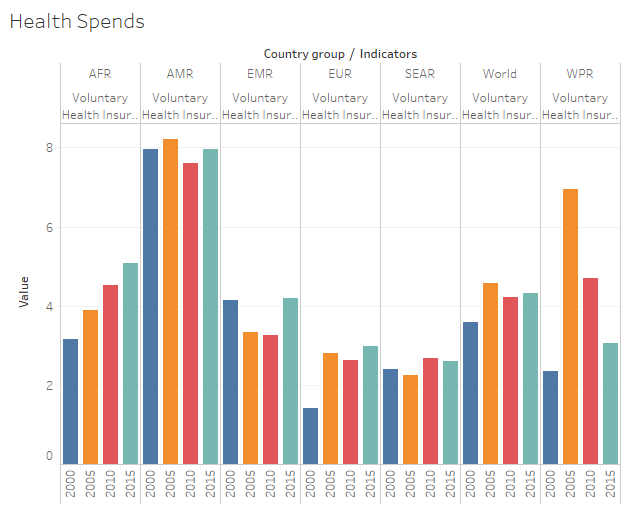 Health Spends
Country group / Indicators
AFR AMR EMR EUR SEAR World WPR
Voluntary Voluntary Voluntary Voluntary Voluntary Voluntary Voluntary
Health Insur.. Health Insur.. Health Insur.. Health Insur.. Health Insur.. Health Insur.. Health Insur..
8
6
4
2
0
Value
2000 2005 2010 2015 2000 2005 2010 2015 2000 2005 2010 2015 2000 2005 2010 2015 2000 2005 2010 2015 2000 2005 2010 2015 2000 2005 2010 2015